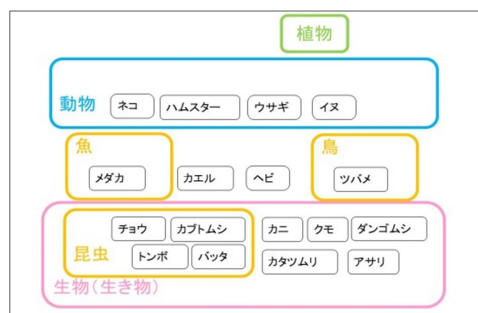 植物
動物 ネコ ハムスター ウサギ イヌ
魚
鳥
メダカ カエル ヘビ ツバメ
チョウ カブトムシ カニ クモ ダンゴムシ
昆虫 トンボ バッタ カタツムリ アサリ
生物(生き物)